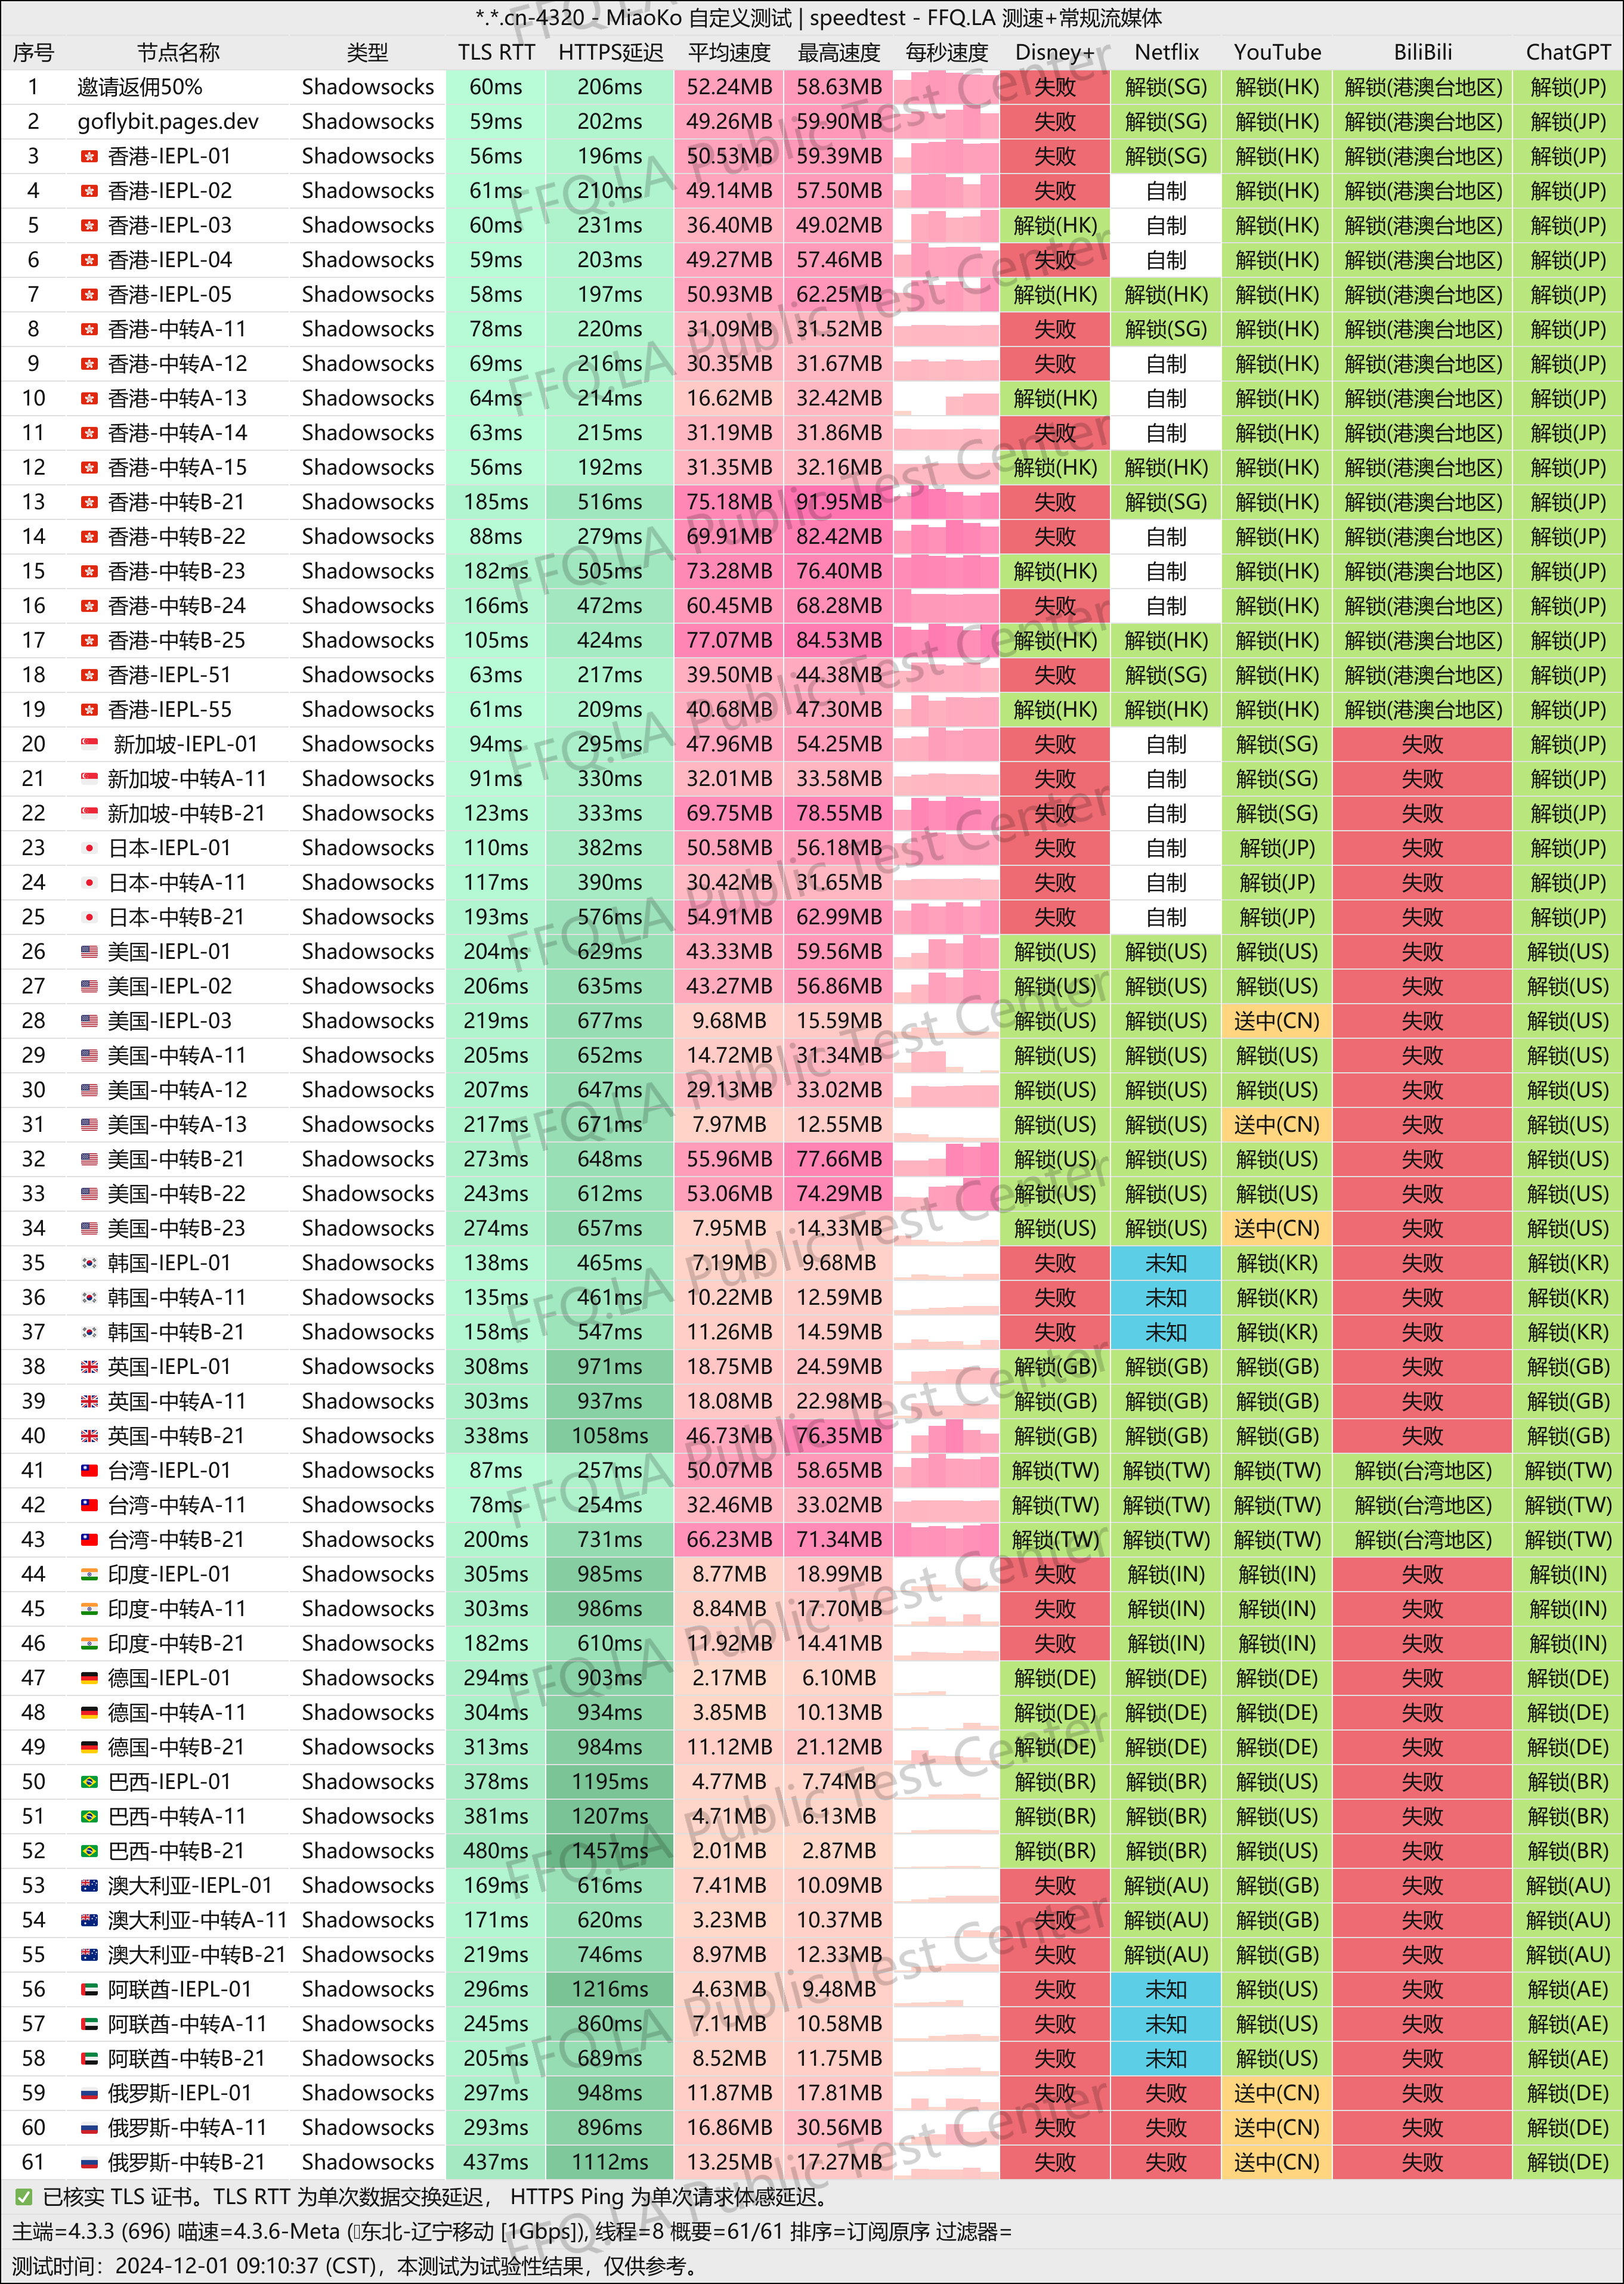 *.*.cn-4320 - MiaoKo 自定义测试 | speedtest - FFQ.LA 测速+常规流媒体
序号 节点名称 类型 TLS RTT HTTPS延迟 平均速度 最高速度 每秒速度 Disney+ Netflix YouTube BiliBili ChatGPT
1 邀请返佣50% Shadowsocks 60ms 206ms 52.24MB 58.63MB 失败 解锁(SG) 解锁(HK) 解锁(港澳台地区) 解锁(JP)
2 goflybit.pages.dev Shadowsocks 59ms 202ms 49.26MB 59.90MB 失败 解锁(SG) 解锁(HK) 解锁(港澳台地区) 解锁(JP)
3 香港-IEPL-01 Shadowsocks 56ms 196ms 50.53MB 59.39MB 失败 解锁(SG) 解锁(HK) 解锁(港澳台地区) 解锁(JP)
4 香港-IEPL-02 Shadowsocks 61ms 210ms 49.14MB 57.50MB 失败 自制 解锁(HK) 解锁(港澳台地区) 解锁(JP)
5 香港-IEPL-03 Shadowsocks 60ms 231ms 36.40MB 49.02MB 解锁(HK) 自制 解锁(HK) 解锁(港澳台地区) 解锁(JP)
6 香港-IEPL-04 Shadowsocks 59ms 203ms 49.27MB 57.46MB 失败 自制 解锁(HK) 解锁(港澳台地区) 解锁(JP)
7 香港-IEPL-05 Shadowsocks 58ms 197ms 50.93MB 62.25MB 解锁(HK) 解锁(HK) 解锁(HK) 解锁(港澳台地区) 解锁(JP)
8 香港-中转A-11 Shadowsocks 78ms 220ms 31.09MB 31.52MB 失败 解锁(SG) 解锁(HK) 解锁(港澳台地区) 解锁(JP)
9 香港-中转A-12 Shadowsocks 69ms 216ms 30.35MB 31.67MB 失败 自制 解锁(HK) 解锁(港澳台地区) 解锁(JP)
10 香港-中转A-13 Shadowsocks 64ms 214ms 16.62MB 32.42MB 解锁(HK) 自制 解锁(HK) 解锁(港澳台地区) 解锁(JP)
11 香港-中转A-14 Shadowsocks 63ms 215ms 31.19MB 31.86MB 失败 自制 解锁(HK) 解锁(港澳台地区) 解锁(JP)
12 香港-中转A-15 Shadowsocks 56ms 192ms 31.35MB 32.16MB 解锁(HK) 解锁(HK) 解锁(HK) 解锁(港澳台地区) 解锁(JP)
13 香港-中转B-21 Shadowsocks 185ms 516ms 75.18MB 91.95MB 失败 解锁(SG) 解锁(HK) 解锁(港澳台地区) 解锁(JP)
14 香港-中转B-22 Shadowsocks 88ms 279ms 69.91MB 82.42MB 失败 自制 解锁(HK) 解锁(港澳台地区) 解锁(JP)
15 香港-中转B-23 Shadowsocks 182ms 505ms 73.28MB 76.40MB 解锁(HK) 自制 解锁(HK) 解锁(港澳台地区) 解锁(JP)
16 香港-中转B-24 Shadowsocks 166ms 472ms 60.45MB 68.28MB 失败 自制 解锁(HK) 解锁(港澳台地区) 解锁(JP)
17 香港-中转B-25 Shadowsocks 105ms 424ms 77.07MB 84.53MB 解锁(HK) 解锁(HK) 解锁(HK) 解锁(港澳台地区) 解锁(JP)
18 香港-IEPL-51 Shadowsocks 63ms 217ms 39.50MB 44.38MB 失败 解锁(SG) 解锁(HK) 解锁(港澳台地区) 解锁(JP)
19 香港-IEPL-55 Shadowsocks 61ms 209ms 40.68MB 47.30MB 解锁(HK) 解锁(HK) 解锁(HK) 解锁(港澳台地区) 解锁(JP)
20 新加坡-IEPL-01 Shadowsocks 94ms 295ms 47.96MB 54.25MB 失败 自制 解锁(SG) 失败 解锁(JP)
21 新加坡-中转A-11 Shadowsocks 91ms 330ms 32.01MB 33.58MB 失败 自制 解锁(SG) 失败 解锁(JP)
22 新加坡-中转B-21 Shadowsocks 123ms 333ms 69.75MB 78.55MB 失败 自制 解锁(SG) 失败 解锁(JP)
23 日本-IEPL-01 Shadowsocks 110ms 382ms 50.58MB 56.18MB 失败 自制 解锁(JP) 失败 解锁(JP)
24 日本-中转A-11 Shadowsocks 117ms 390ms 30.42MB 31.65MB 失败 自制 解锁(JP) 失败 解锁(JP)
25 日本-中转B-21 Shadowsocks 193ms 576ms 54.91MB 62.99MB 失败 自制 解锁(JP) 失败 解锁(JP)
26 美国-IEPL-01 Shadowsocks 204ms 629ms 43.33MB 59.56MB 解锁(US) 解锁(US) 解锁(US) 失败 解锁(US)
27 美国-IEPL-02 Shadowsocks 206ms 635ms 43.27MB 56.86MB 解锁(US) 解锁(US) 解锁(US) 失败 解锁(US)
28 美国-IEPL-03 Shadowsocks 219ms 677ms 9.68MB 15.59MB 解锁(US) 解锁(US) 送中(CN) 失败 解锁(US)
29 美国-中转A-11 Shadowsocks 205ms 652ms 14.72MB 31.34MB 解锁(US) 解锁(US) 解锁(US) 失败 解锁(US)
30 美国-中转A-12 Shadowsocks 207ms 647ms 29.13MB 33.02MB 解锁(US) 解锁(US) 解锁(US) 失败 解锁(US)
31 美国-中转A-13 Shadowsocks 217ms 671ms 7.97MB 12.55MB 解锁(US) 解锁(US) 送中(CN) 失败 解锁(US)
32 美国-中转B-21 Shadowsocks 273ms 648ms 55.96MB 77.66MB 解锁(US) 解锁(US) 解锁(US) 失败 解锁(US)
33 美国-中转B-22 Shadowsocks 243ms 612ms 53.06MB 74.29MB 解锁(US) 解锁(US) 解锁(US) 失败 解锁(US)
34 美国-中转B-23 Shadowsocks 274ms 657ms 7.95MB 14.33MB 解锁(US) 解锁(US) 送中(CN) 失败 解锁(US)
35 韩国-IEPL-01 Shadowsocks 138ms 465ms 7.19MB 9.68MB 失败 未知 解锁(KR) 失败 解锁(KR)
36 韩国-中转A-11 Shadowsocks 135ms 461ms 10.22MB 12.59MB 失败 未知 解锁(KR) 失败 解锁(KR)
37 韩国-中转B-21 Shadowsocks 158ms 547ms 11.26MB 14.59MB 失败 未知 解锁(KR) 失败 解锁(KR)
38 英国-IEPL-01 Shadowsocks 308ms 971ms 18.75MB 24.59MB 解锁(GB) 解锁(GB) 解锁(GB) 失败 解锁(GB)
39 英国-中转A-11 Shadowsocks 303ms 937ms 18.08MB 22.98MB 解锁(GB) 解锁(GB) 解锁(GB) 失败 解锁(GB)
40 英国-中转B-21 Shadowsocks 338ms 1058ms 46.73MB 76.35MB 解锁(GB) 解锁(GB) 解锁(GB) 失败 解锁(GB)
41 台湾-IEPL-01 Shadowsocks 87ms 257ms 50.07MB 58.65MB 解锁(TW) 解锁(TW) 解锁(TW) 解锁(台湾地区) 解锁(TW)
42 台湾-中转A-11 Shadowsocks 78ms 254ms 32.46MB 33.02MB 解锁(TW) 解锁(TW) 解锁(TW) 解锁(台湾地区) 解锁(TW)
43 台湾-中转B-21 Shadowsocks 200ms 731ms 66.23MB 71.34MB 解锁(TW) 解锁(TW) 解锁(TW) 解锁(台湾地区) 解锁(TW)
44 印度-IEPL-01 Shadowsocks 305ms 985ms 8.77MB 18.99MB 失败 解锁(IN) 解锁(IN) 失败 解锁(IN)
45 印度-中转A-11 Shadowsocks 303ms 986ms 8.84MB 17.70MB 失败 解锁(IN) 解锁(IN) 失败 解锁(IN)
46 印度-中转B-21 Shadowsocks 182ms 610ms 11.92MB 14.41MB 失败 解锁(IN) 解锁(IN) 失败 解锁(IN)
47 德国-IEPL-01 Shadowsocks 294ms 903ms 2.17MB 6.10MB 解锁(DE) 解锁(DE) 解锁(DE) 失败 解锁(DE)
48 德国-中转A-11 Shadowsocks 304ms 934ms 3.85MB 10.13MB 解锁(DE) 解锁(DE) 解锁(DE) 失败 解锁(DE)
49 德国-中转B-21 Shadowsocks 313ms 984ms 11.12MB 21.12MB 解锁(DE) 解锁(DE) 解锁(DE) 失败 解锁(DE)
50 巴西-IEPL-01 Shadowsocks 378ms 1195ms 4.77MB 7.74MB 解锁(BR) 解锁(BR) 解锁(US) 失败 解锁(BR)
51 巴西-中转A-11 Shadowsocks 381ms 1207ms 4.71MB 6.13MB 解锁(BR) 解锁(BR) 解锁(US) 失败 解锁(BR)
52 巴西-中转B-21 Shadowsocks 480ms 1457ms 2.01MB 2.87MB 解锁(BR) 解锁(BR) 解锁(US) 失败 解锁(BR)
53 澳大利亚-IEPL-01 Shadowsocks 169ms 616ms 7.41MB 10.09MB 失败 解锁(AU) 解锁(GB) 失败 解锁(AU)
54 澳大利亚-中转A-11 Shadowsocks 171ms 620ms 3.23MB 10.37MB 失败 解锁(AU) 解锁(GB) 失败 解锁(AU)
55 澳大利亚-中转B-21 Shadowsocks 219ms 746ms 8.97MB 12.33MB 失败 解锁(AU) 解锁(GB) 失败 解锁(AU)
56 阿联酋-IEPL-01 Shadowsocks 296ms 1216ms 4.63MB 9.48MB 失败 未知 解锁(US) 失败 解锁(AE)
57 阿联酋-中转A-11 Shadowsocks 245ms 860ms 7.11MB 10.58MB 失败 未知 解锁(US) 失败 解锁(AE)
58 阿联酋-中转B-21 Shadowsocks 205ms 689ms 8.52MB 11.75MB 失败 未知 解锁(US) 失败 解锁(AE)
59 俄罗斯-IEPL-01 Shadowsocks 297ms 948ms 11.87MB 17.81MB 失败 失败 送中(CN) 失败 解锁(DE)
60 俄罗斯-中转A-11 Shadowsocks 293ms 896ms 16.86MB 30.56MB 失败 失败 送中(CN) 失败 解锁(DE)
61 俄罗斯-中转B-21 Shadowsocks 437ms 1112ms 13.25MB 17.27MB 失败 失败 送中(CN) 失败 解锁(DE)
✅ 已核实 TLS 证书。TLS RTT 为单次数据交换延迟， HTTPS Ping 为单次请求体感延迟。
主端=4.3.3 (696) 喵速=4.3.6-Meta (东北-辽宁移动 [1Gbps]), 线程=8 概要=61/61 排序=订阅原序 过滤器=
测试时间：2024-12-01 09:10:37 (CST)，本测试为试验性结果，仅供参考。
FFQ.LA Public Test Center